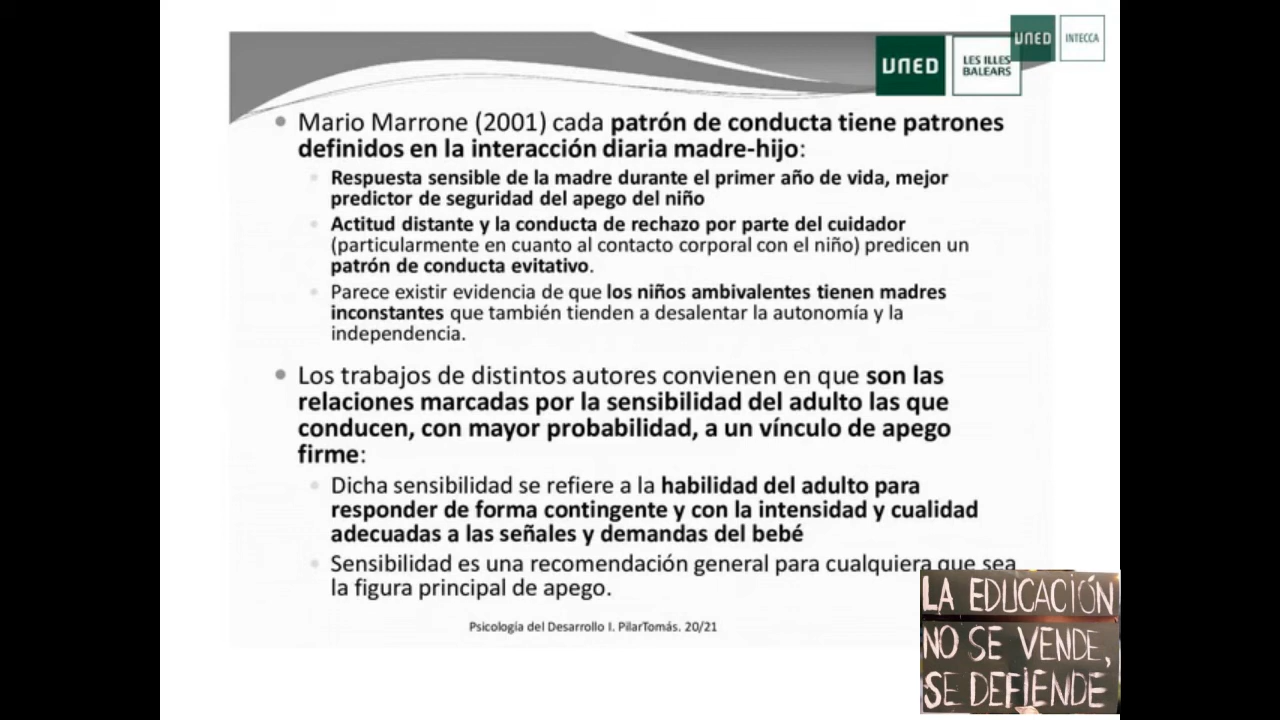 UNED
INTECCA
UNED
LES ILLES
BALEARS
Mario Marrone (2001) cada patrón de conducta tiene patrones
definidos en la interacción diaria madre-hijo:
Respuesta sensible de la madre durante el primer año de vida, mejor
predictor de seguridad del apego del niño
Actitud distante y la conducta de rechazo por parte del cuidador
(particularmente en cuanto al contacto corporal con el niño) predicen un
patrón de conducta evitativo.
Parece existir evidencia de que los niños ambivalentes tienen madres
inconstantes que también tienden a desalentar la autonomía y la
independencia.
Los trabajos de distintos autores convienen en que son las
relaciones marcadas por la sensibilidad del adulto las que
conducen, con mayor probabilidad, a un vínculo de apego
firme:
Dicha sensibilidad se refiere a la habilidad del adulto para
responder de forma contingente y con la intensidad y cualidad
adecuadas a las señales y demandas del bebé
Sensibilidad es una recomendación general para cualquiera que sea
la figura principal de apego.
Psicología del Desarrollo I. PilarTomás. 20/21
LA EDUCACIÓN
NO SE VENDE,
SE DEFIENDE